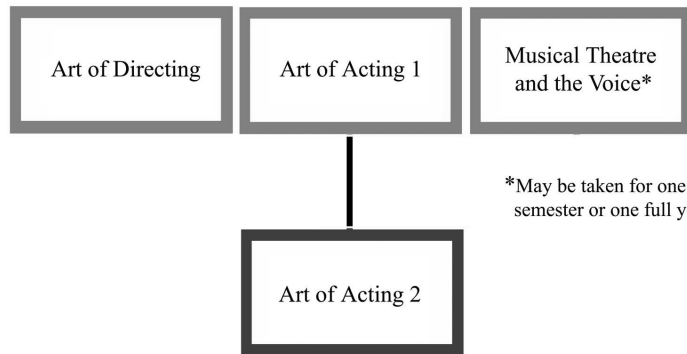 Art of Directing
Art of Acting 1
Musical Theatre
and the Voice*
*May be taken for one
semester or one full y
Art of Acting 2